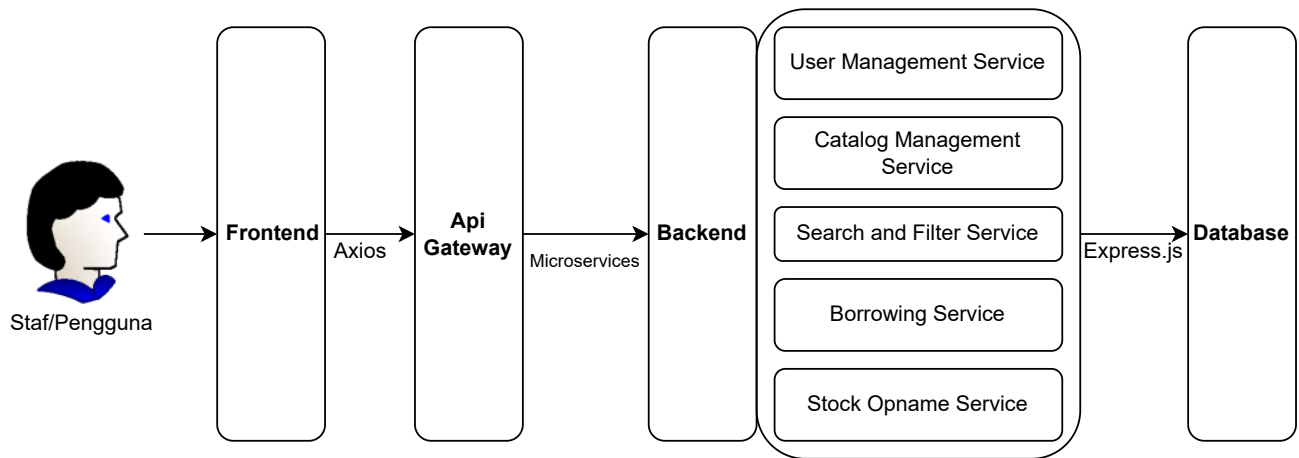 Staf/Pengguna
Frontend
Axios
Api
Gateway
Microservices
Backend
User Management Service
Catalog Management
Service
Search and Filter Service
Borrowing Service
Stock Opname Service
Express.js
Database